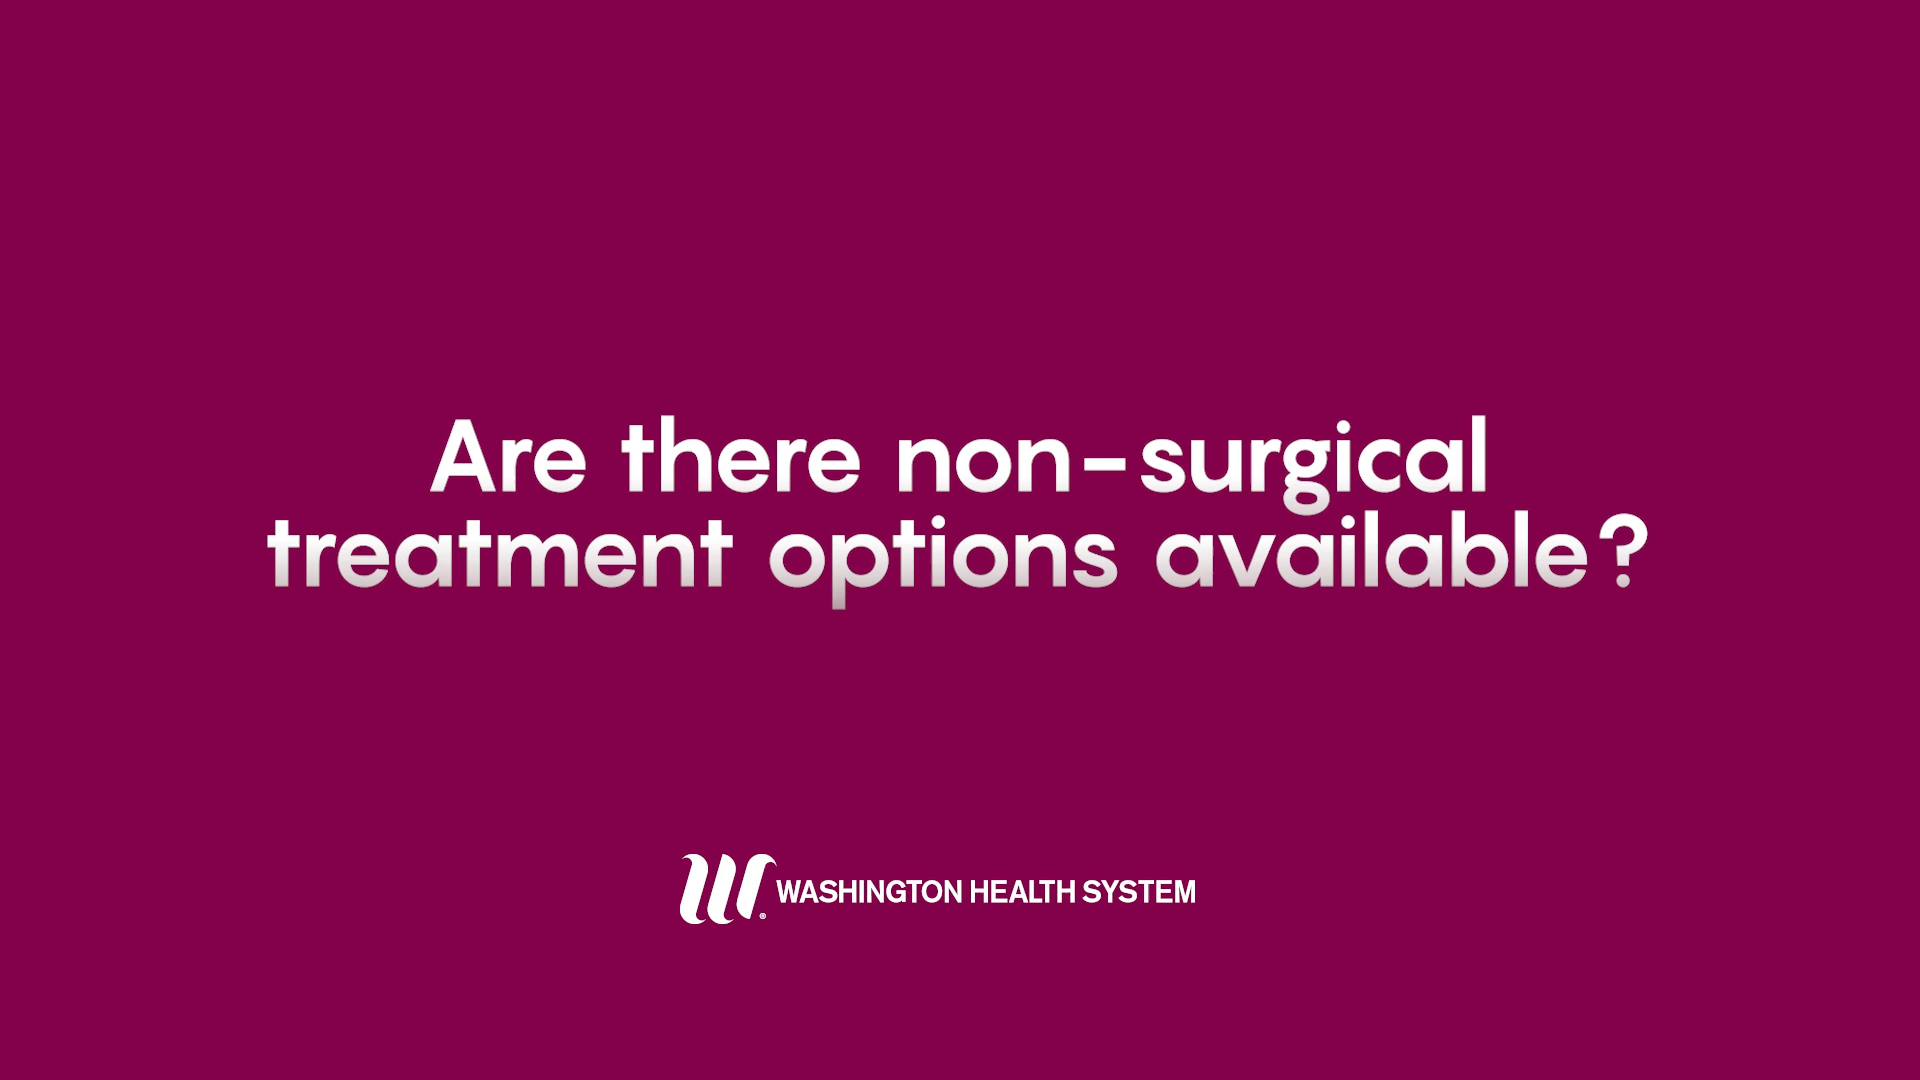 Are there non-surgical
treatment options available?
WASHINGTON HEALTH SYSTEM